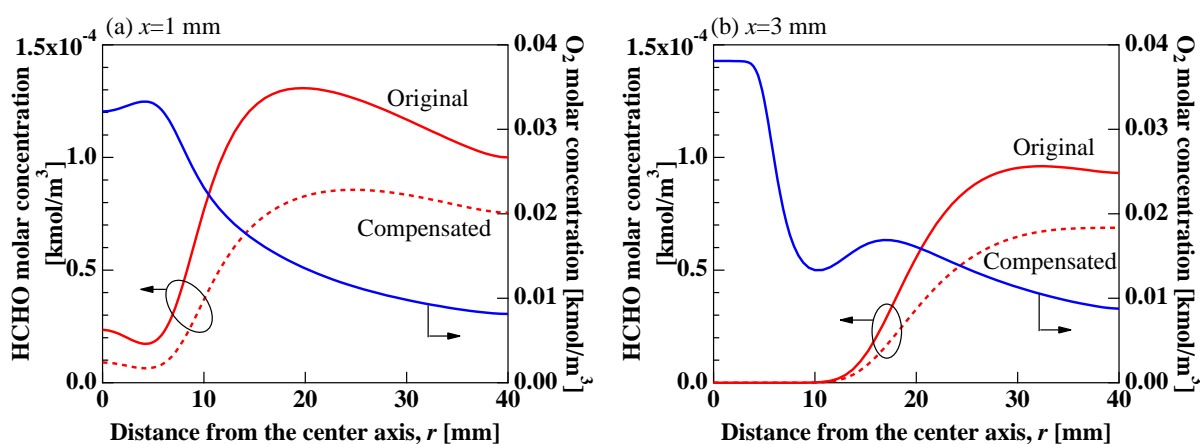 (a) x=1 mm
1.5x10-4
1.0
0.5
0.0
HCHO molar concentration
[kmol/m3]
0.04
0.03
0.02
0.01
0.00
O2 molar concentration [kmol/m3]
Original
Compensated
0
10
20
30
40
Distance from the center axis, r [mm]
(b) x=3 mm
1.5x10-4
1.0
0.5
0.0
HCHO molar concentration
[kmol/m3]
0.04
0.03
0.02
0.01
0.00
O2 molar concentration [kmol/m3]
Original
Compensated
0
10
20
30
40
Distance from the center axis, r [mm]